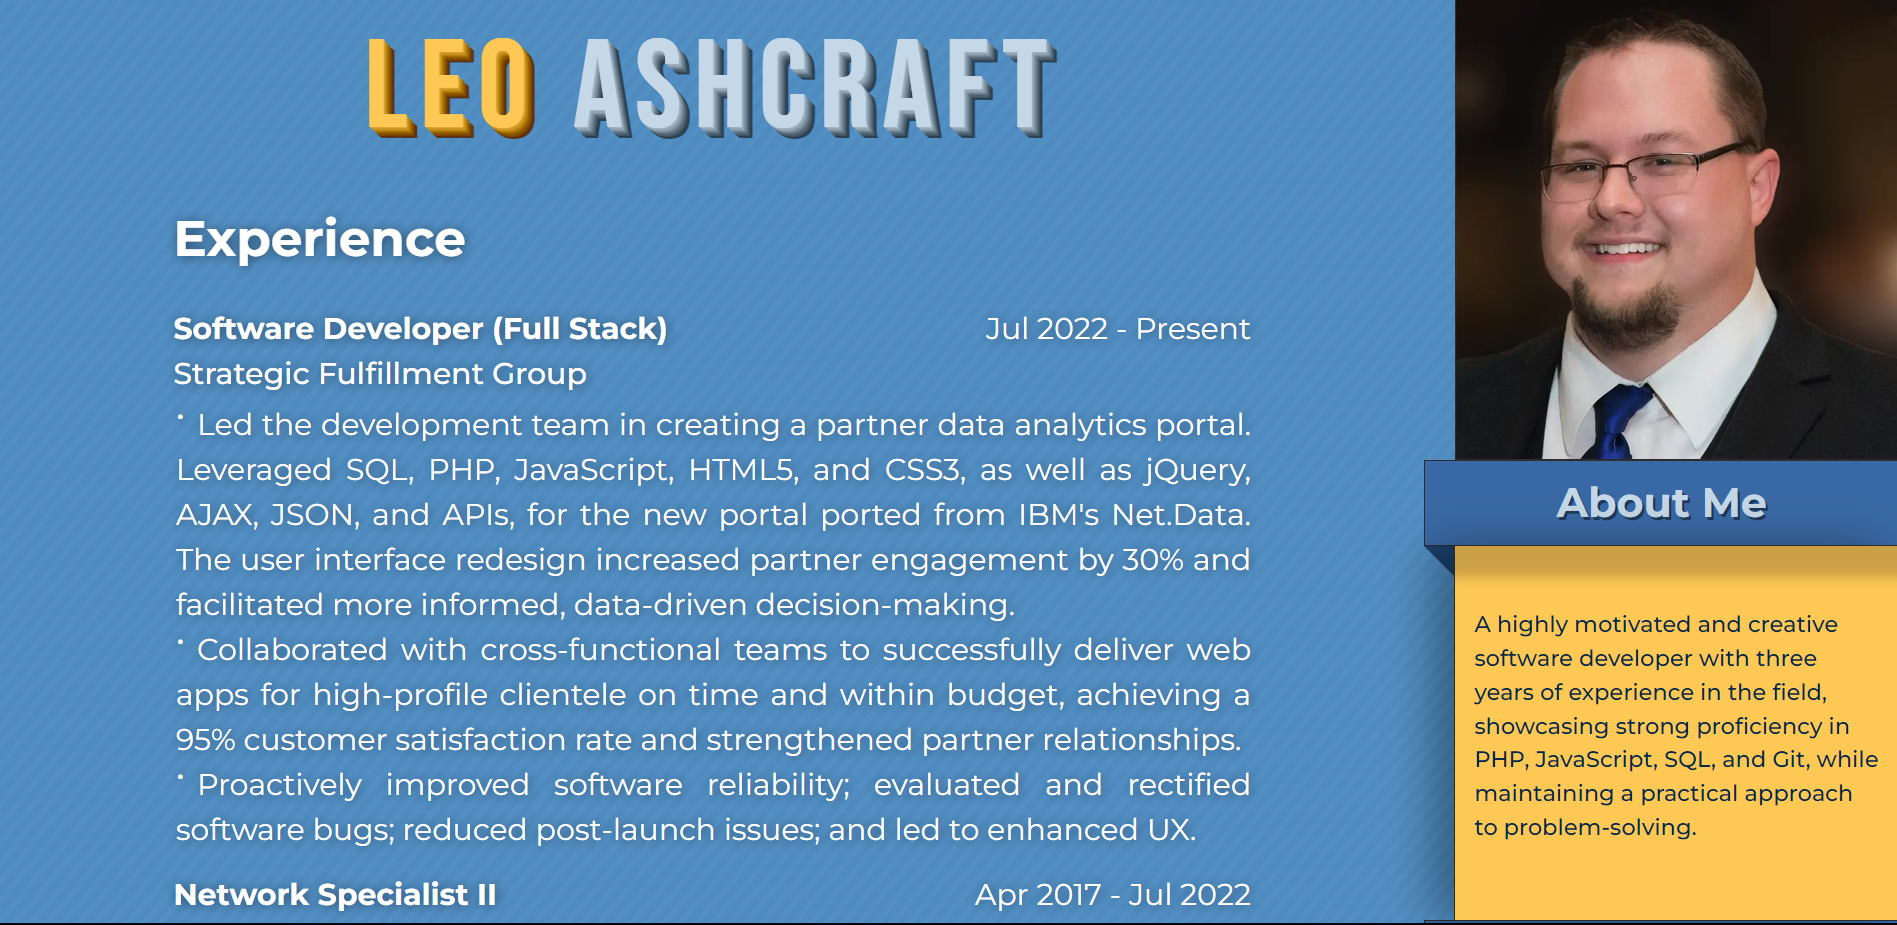 LEO ASHCRAFT
Experience
Software Developer (Full Stack) Jul 2022 - Present
Strategic Fulfillment Group
· Led the development team in creating a partner data analytics portal.
Leveraged SQL, PHP, JavaScript, HTML5, and CSS3, as well as jQuery,
AJAX, JSON, and APIs, for the new portal ported from IBM's Net.Data.
The user interface redesign increased partner engagement by 30% and
facilitated more informed, data-driven decision-making.
· Collaborated with cross-functional teams to successfully deliver web
apps for high-profile clientele on time and within budget, achieving a
95% customer satisfaction rate and strengthened partner relationships.
· Proactively improved software reliability; evaluated and rectified
software bugs; reduced post-launch issues; and led to enhanced UX.
Network Specialist II Apr 2017 - Jul 2022
About Me
A highly motivated and creative
software developer with three
years of experience in the field,
showcasing strong proficiency in
PHP, JavaScript, SQL, and Git, while
maintaining a practical approach
to problem-solving.